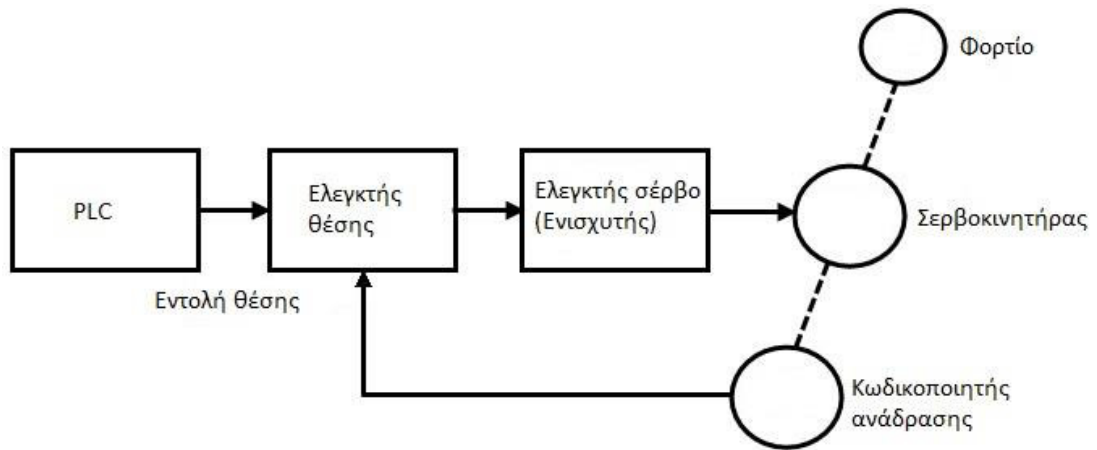 Φορτίο
PLC
Ελεγκτής
θέσης
Ελεγκτής σέρβο
(Ενισχυτής)
Σερβοκινητήρας
Εντολή θέσης
Κωδικοποιητής
ανάδρασης